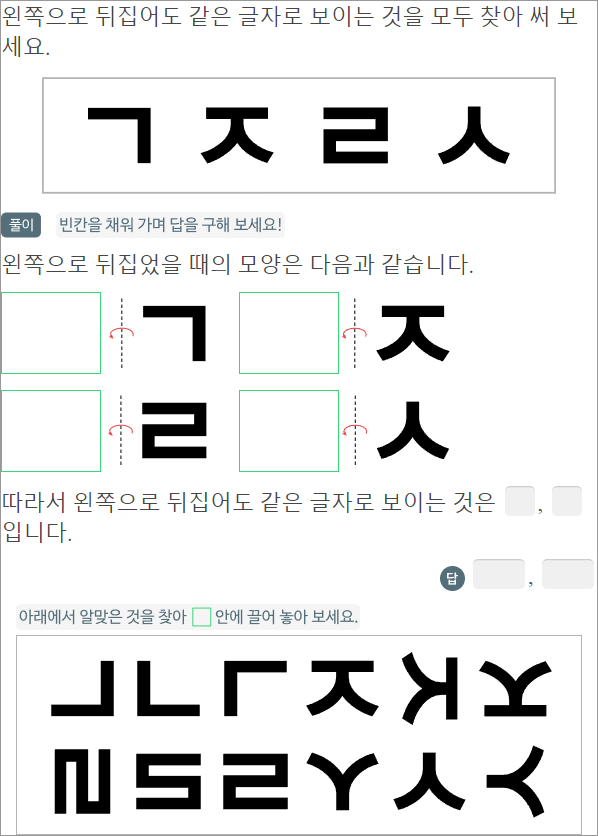 왼쪽으로 뒤집어도 같은 글자로 보이는 것을 모두 찾아 써 보
세요.
ㄱ ㅈ ㄹ ㅅ
풀이 빈칸을 채워 가며 답을 구해 보세요!
왼쪽으로 뒤집었을 때의 모양은 다음과 같습니다.
ㄱ ㅈ
ㄹ ㅅ
따라서 왼쪽으로 뒤집어도 같은 글자로 보이는 것은 ,
입니다.
답 ,
아래에서 알맞은 것을 찾아 안에 끌어 놓아 보세요.